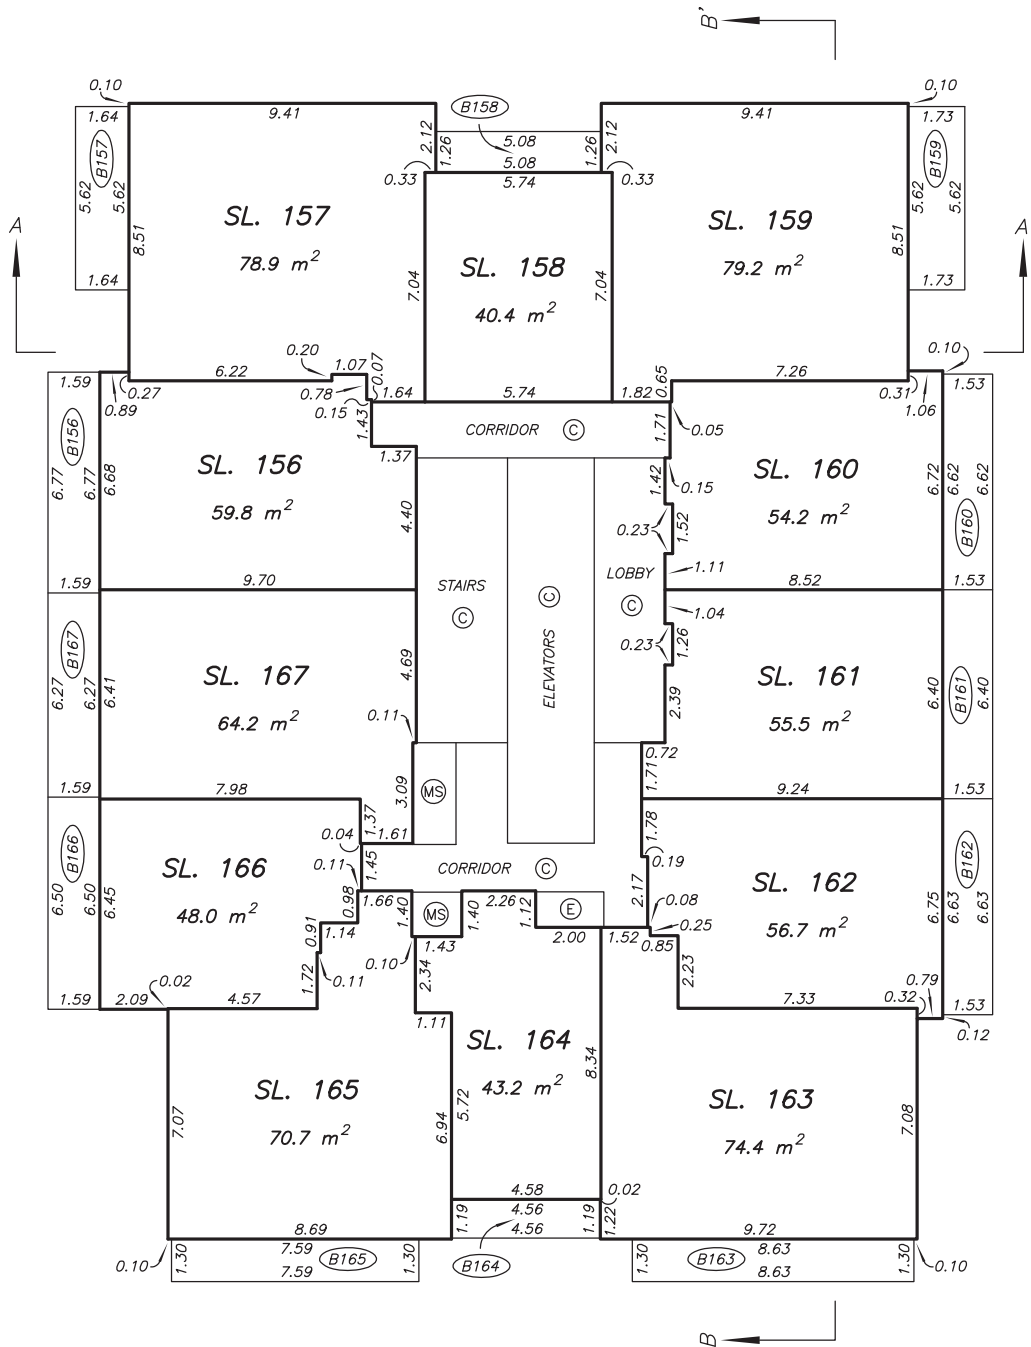 B'
0.10
0.10
1.64
9.41
B158
9.41
1.73
B157
2.12
1.26
5.08
1.26
2.12
B159
5.08
0.33
5.74
0.33
5.62
5.62
5.62
5.62
A
SL. 157
SL. 159
A
8.51
8.51
78.9 m²
SL. 158
79.2 m²
1.64
7.04
7.04
1.73
40.4 m²
0.20
1.07
0.07
0.10
1.59
6.22
0.78
0.65
7.26
1.53
0.27
1.64
5.74
1.82
0.31
0.89
0.15
1.06
B156
1.43
CORRIDOR
C
1.71
0.05
1.37
SL. 156
SL. 160
6.77
6.77
6.68
1.42
0.15
6.72
6.62
6.62
59.8 m²
4.40
54.2 m²
0.23
1.52
B160
1.59
9.70
STAIRS
LOBBY
1.11
8.52
1.53
C
C
C
1.04
B167
0.23
1.26
ELEVATORS
SL. 167
SL. 161
6.27
6.27
6.41
4.69
2.39
6.40
B161
6.40
64.2 m²
0.11
55.5 m²
0.72
1.59
7.98
3.09
MS
1.71
9.24
1.53
0.04
1.37
1.61
1.78
B166
0.11
1.45
CORRIDOR
C
0.19
B162
SL. 166
SL. 162
6.50
6.50
6.45
0.98
1.66
2.26
2.17
0.08
6.75
6.63
6.63
48.0 m²
1.40
MS
1.40
1.12
E
56.7 m²
0.91
1.14
1.43
2.00
1.52
0.25
0.85
0.10
0.02
1.72
0.11
2.34
2.23
0.79
1.59
2.09
4.57
7.33
0.32
1.53
1.11
0.12
SL. 164
SL. 165
8.34
SL. 163
43.2 m²
7.07
5.72
7.08
70.7 m²
6.94
74.4 m²
4.58
0.02
1.19
4.56
1.19
1.22
8.69
4.56
9.72
0.10
1.30
7.59
B165
1.30
B164
1.30
B163
8.63
1.30
0.10
7.59
8.63
B